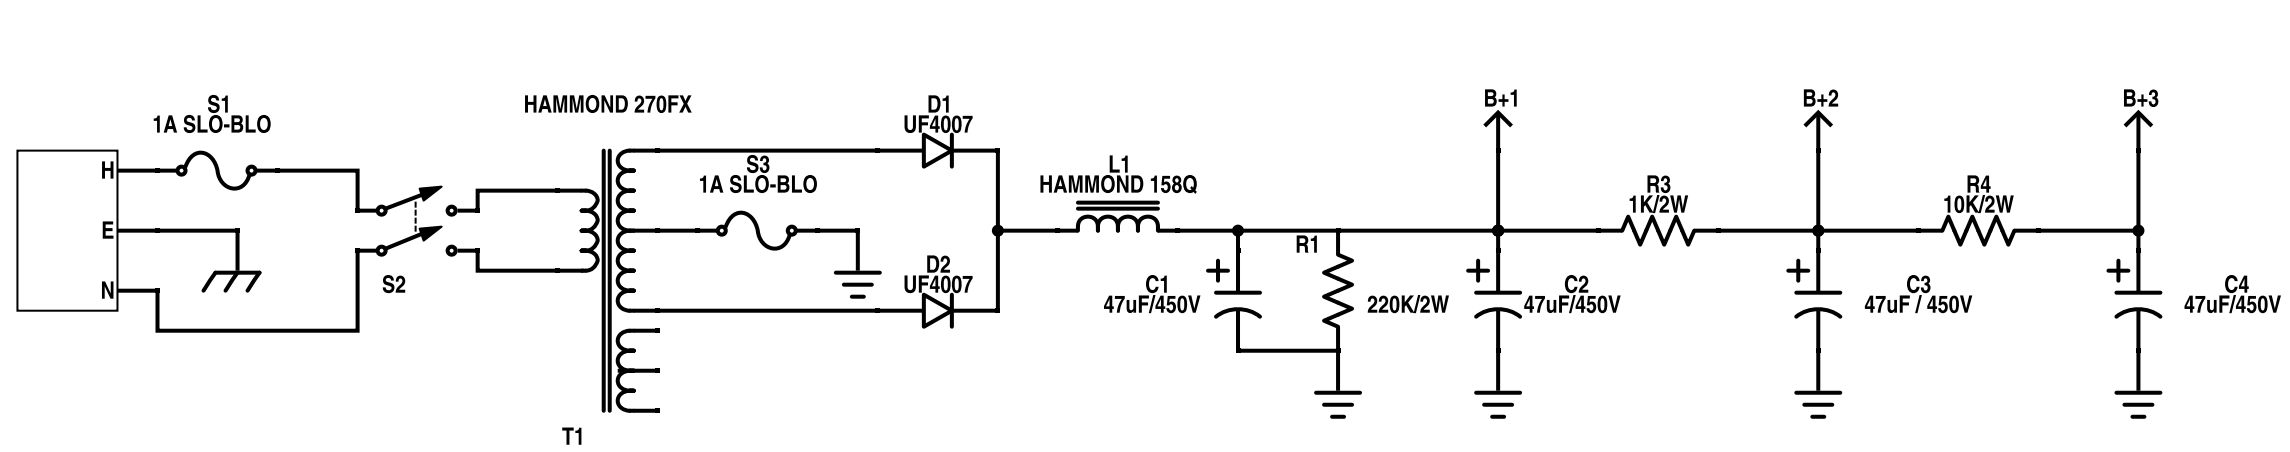 S1
1A SLO-BLO
H
E
N
S2
HAMMOND 270FX
T1
S3
1A SLO-BLO
D1
UF4007
D2
UF4007
L1
HAMMOND 158Q
C1
47uF/450V
R1
220K/2W
B+1
C2
47uF/450V
R3
1K/2W
B+2
C3
47uF / 450V
R4
10K/2W
B+3
C4
47uF/450V